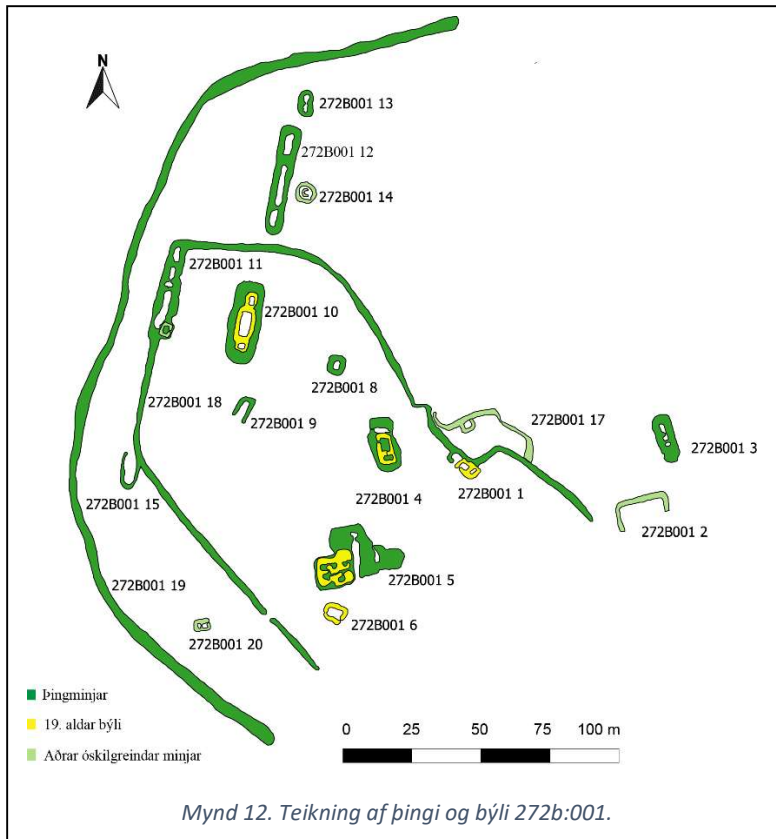 N
272B001 13
272B001 12
272B001 14
272B001 11
272B001 10
272B001 8
272B001 18
272B001 9
272B001 17
272B001 3
272B001 4
272B001 1
272B001 15
272B001 2
272B001 5
272B001 19
272B001 6
272B001 20
Þingminjar
19. aldar býli
Aðrar óskilgreindar minjar
0 25 50 75 100 m
Mynd 12. Teikning af þingi og býli 272b:001.